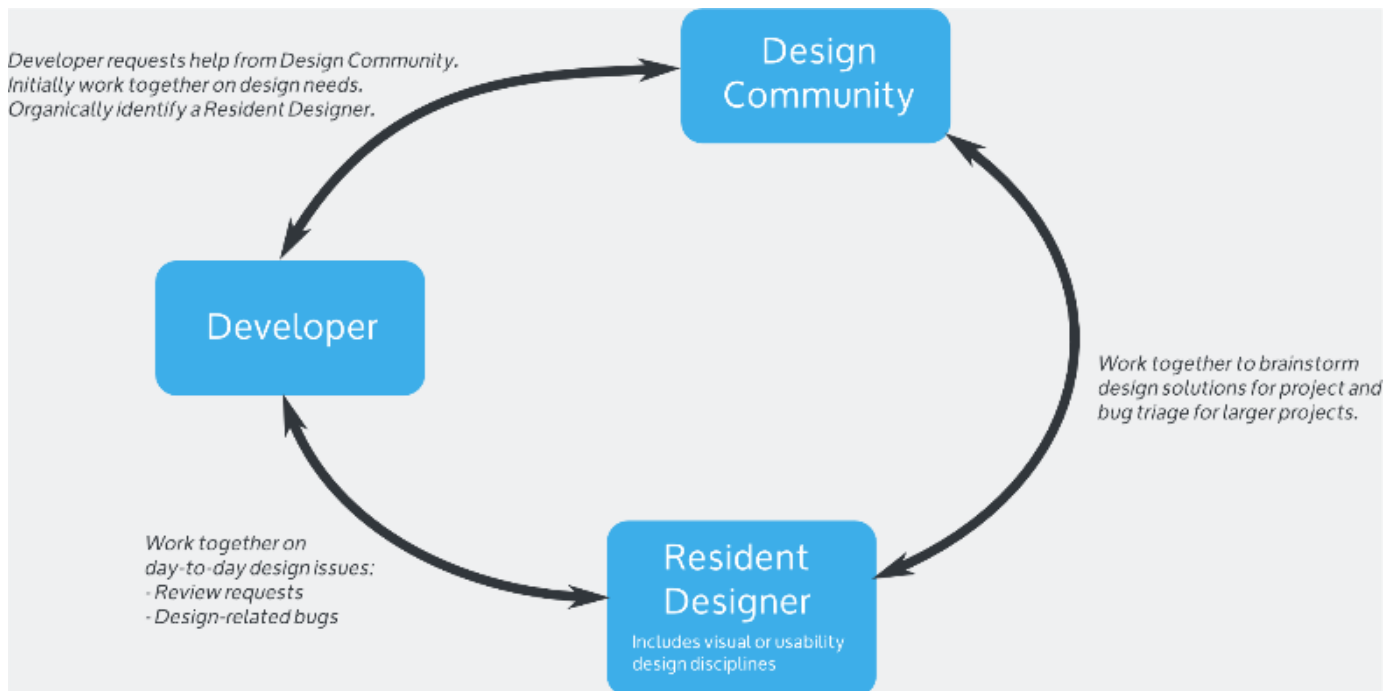 Design
Community
Developer requests help from Design Community.
Initially work together on design needs.
Organically identify a Resident Designer.
Developer
Work together to brainstorm
design solutions for project and
bug triage for larger projects.
Work together on
day-to-day design issues:
- Review requests
- Design-related bugs
Resident
Designer
Includes visual or usability
design disciplines